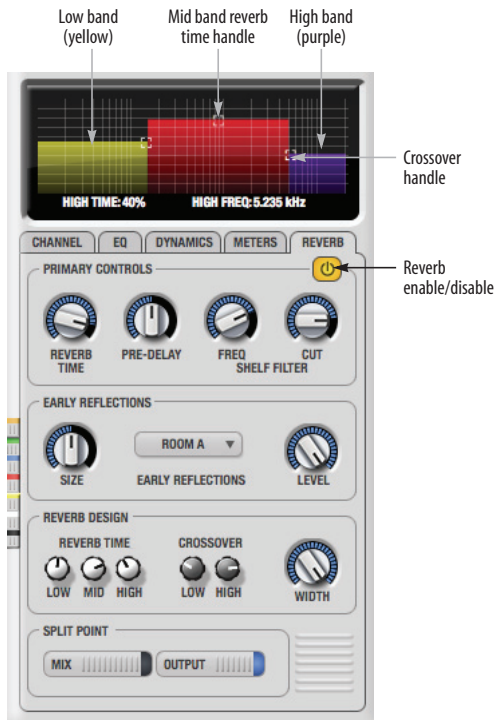 Low band
(yellow)
Mid band reverb
time handle
High band
(purple)
Crossover
handle
HIGH TIME: 40% HIGH FREQ: 5.235 kHz
CHANNEL EQ DYNAMICS METERS REVERB
Reverb
enable/disable
PRIMARY CONTROLS
REVERB
TIME
PRE-DELAY
FREQ
CUT
SHELF FILTER
EARLY REFLECTIONS
ROOM A
SIZE
EARLY REFLECTIONS
LEVEL
REVERB DESIGN
REVERB TIME
CROSSOVER
LOW MID HIGH
LOW HIGH
WIDTH
SPLIT POINT
MIX
OUTPUT